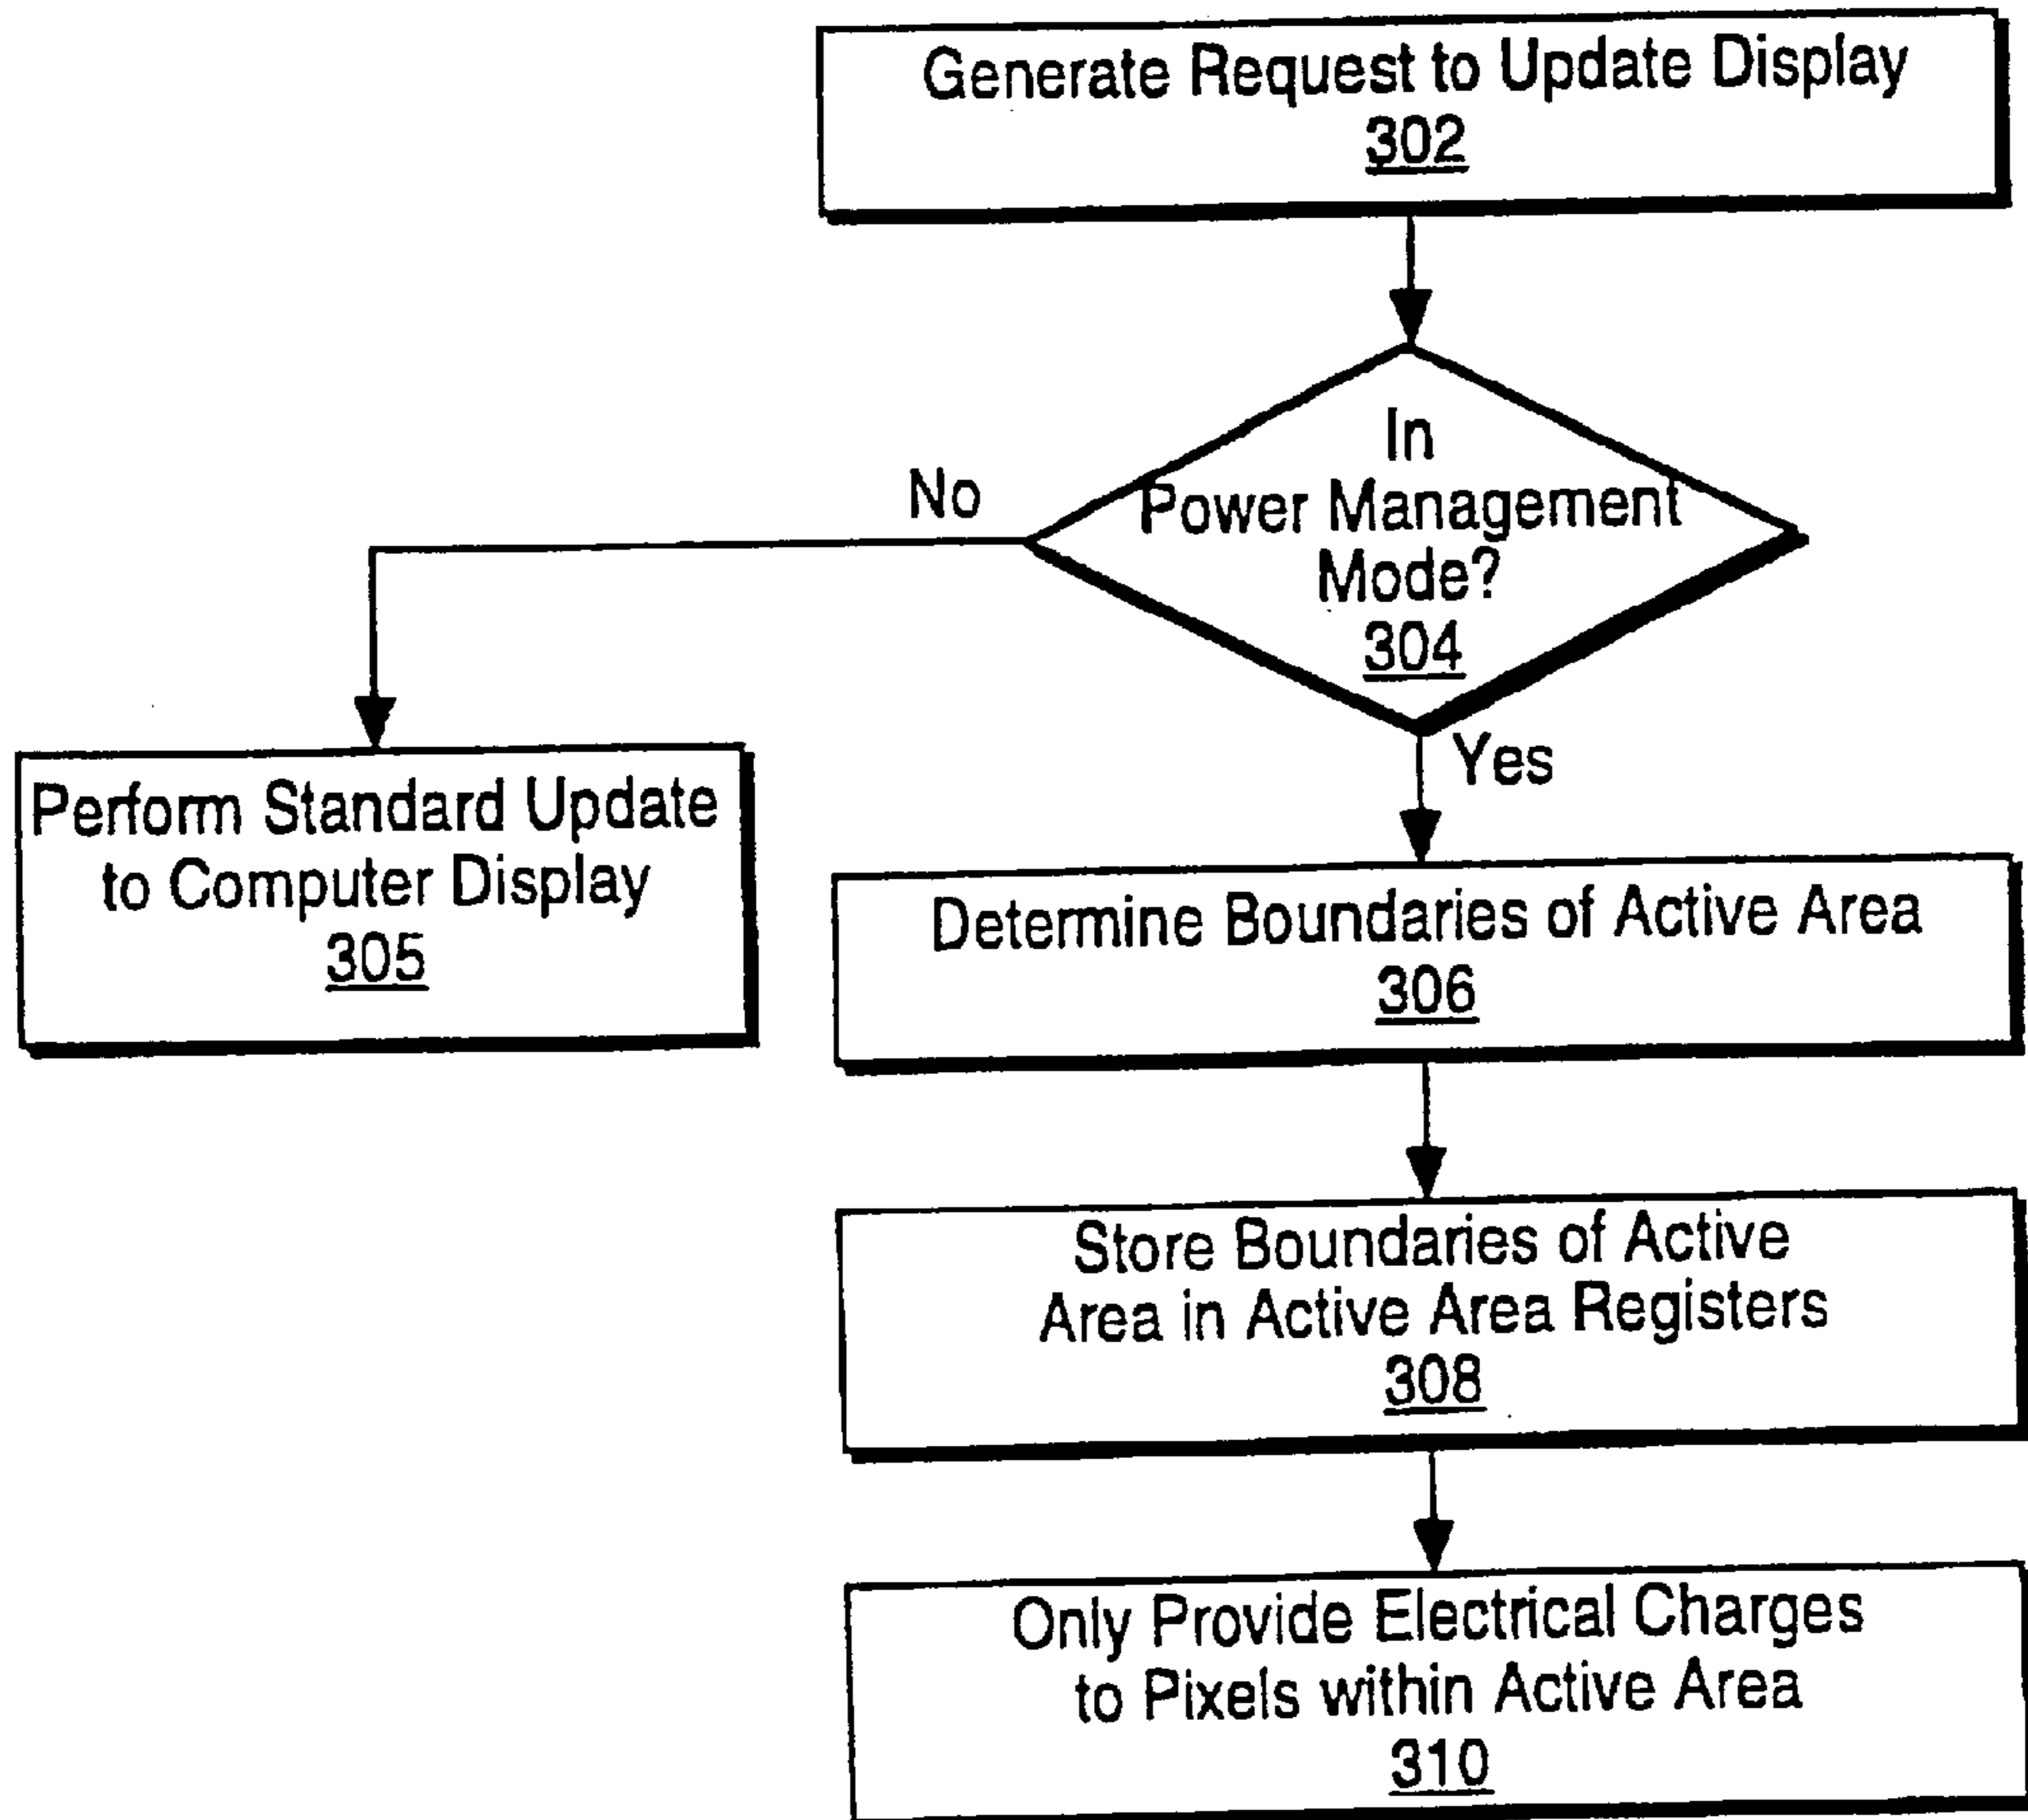 Generate Request to Update Display
302
In
Power Management
Mode?
304
No
Yes
Perform Standard Update
to Computer Display
305
Determine Boundaries of Active Area
306
Store Boundaries of Active
Area in Active Area Registers
308
Only Provide Electrical Charges
to Pixels within Active Area
310